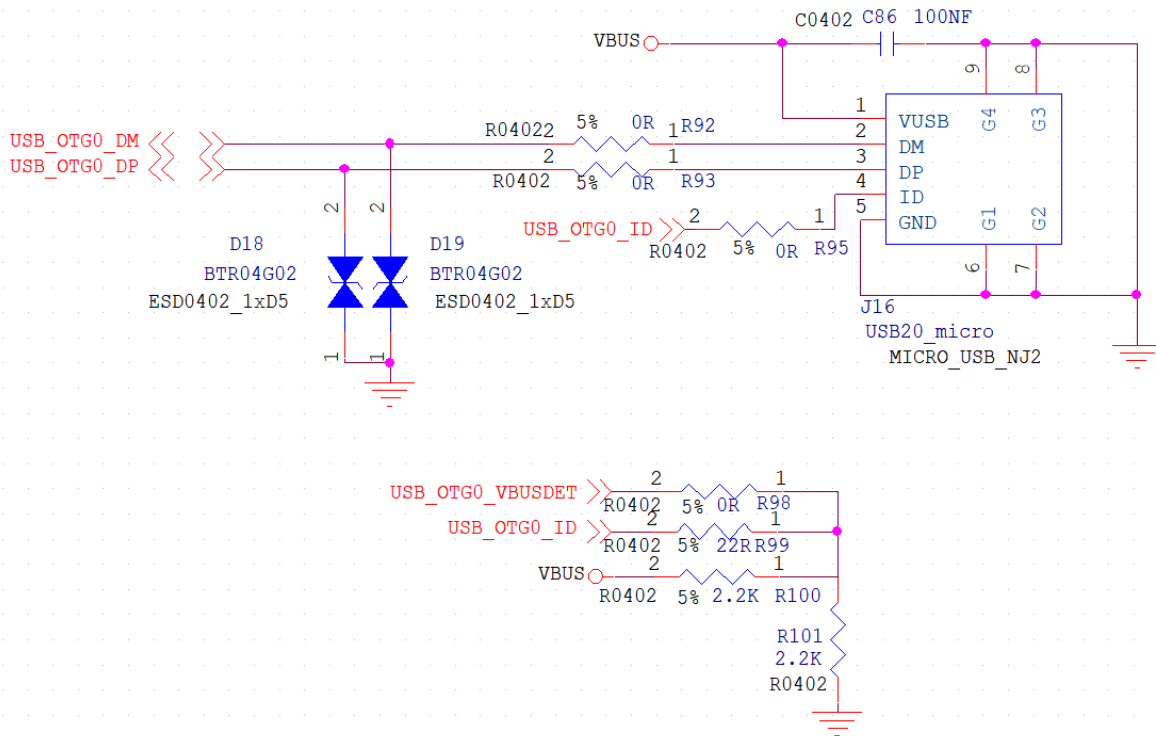 C0402 C86 100NF
VBUS
9 8
1 VUSB G4 G3
R04022 5% 0R 1 R92 2 DM
USB_OTG0_DM
USB_OTG0_DP
2 1 3 DP
R0402 5% 0R R93 4 ID
2 2 USB_OTG0_ID 2 1 5 GND G1 G2
R0402 5% 0R R95
D18 D19
BTR04G02 BTR04G02
ESD0402_1xD5 ESD0402_1xD5
6 7
J16
USB20_micro
MICRO_USB_NJ2
1 1
2 1
USB_OTG0_VBUSDET
R0402 5% 0R R98
2 1
USB_OTG0_ID
R0402 5% 22R R99
2 1
VBUS
R0402 5% 2.2K R100
R101
2.2K
R0402